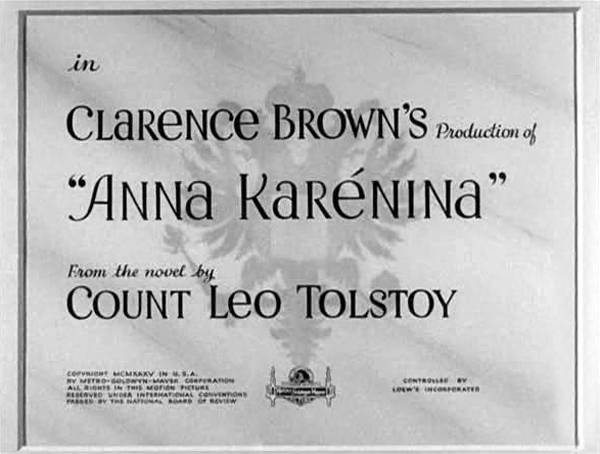 in
Clarence Brown's Production of
"Anna Karénina"
From the novel by
Count Leo Tolstoy
COPYRIGHT MCMXXXV IN U.S.A.
BY METRO-GOLDWYN-MAYER CORPORATION
ALL RIGHTS IN THIS MOTION PICTURE
RESERVED UNDER INTERNATIONAL CONVENTIONS
PASSED BY THE NATIONAL BOARD OF REVIEW
CONTROLLED BY
LOEW'S INCORPORATED